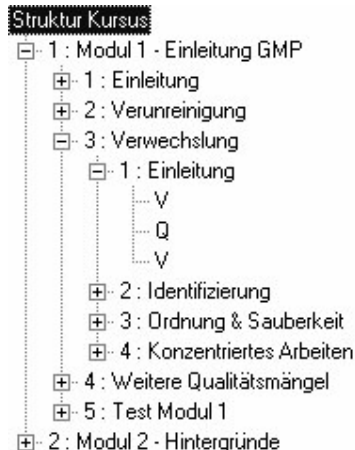 Struktur Kursus
1 : Modul 1 - Einleitung GMP
1 : Einleitung
2 : Verunreinigung
3 : Verwechslung
1 : Einleitung
V
Q
V
2 : Identifizierung
3 : Ordnung & Sauberkeit
4 : Konzentriertes Arbeiten
4 : Weitere Qualitätsmängel
5 : Test Modul 1
2 : Modul 2 - Hintergründe